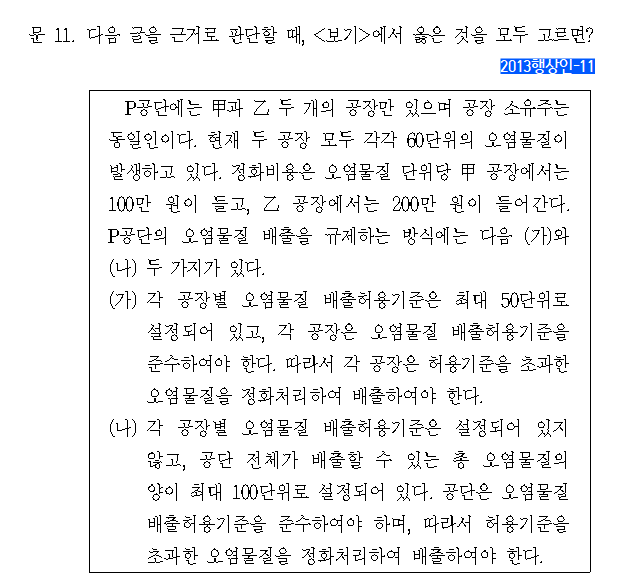 문 11. 다음 글을 근거로 판단할 때, <보기>에서 옳은 것을 모두 고르면?
2013행상인-11
P공단에는 甲과 乙 두 개의 공장만 있으며 공장 소유주는
동일인이다. 현재 두 공장 모두 각각 60단위의 오염물질이
발생하고 있다. 정화비용은 오염물질 단위당 甲 공장에서는
100만 원이 들고, 乙 공장에서는 200만 원이 들어간다.
P공단의 오염물질 배출을 규제하는 방식에는 다음 (가)와
(나) 두 가지가 있다.
(가) 각 공장별 오염물질 배출허용기준은 최대 50단위로
설정되어 있고, 각 공장은 오염물질 배출허용기준을
준수하여야 한다. 따라서 각 공장은 허용기준을 초과한
오염물질을 정화처리하여 배출하여야 한다.
(나) 각 공장별 오염물질 배출허용기준은 설정되어 있지
않고, 공단 전체가 배출할 수 있는 총 오염물질의
양이 최대 100단위로 설정되어 있다. 공단은 오염물질
배출허용기준을 준수하여야 하며, 따라서 허용기준을
초과한 오염물질을 정화처리하여 배출하여야 한다.